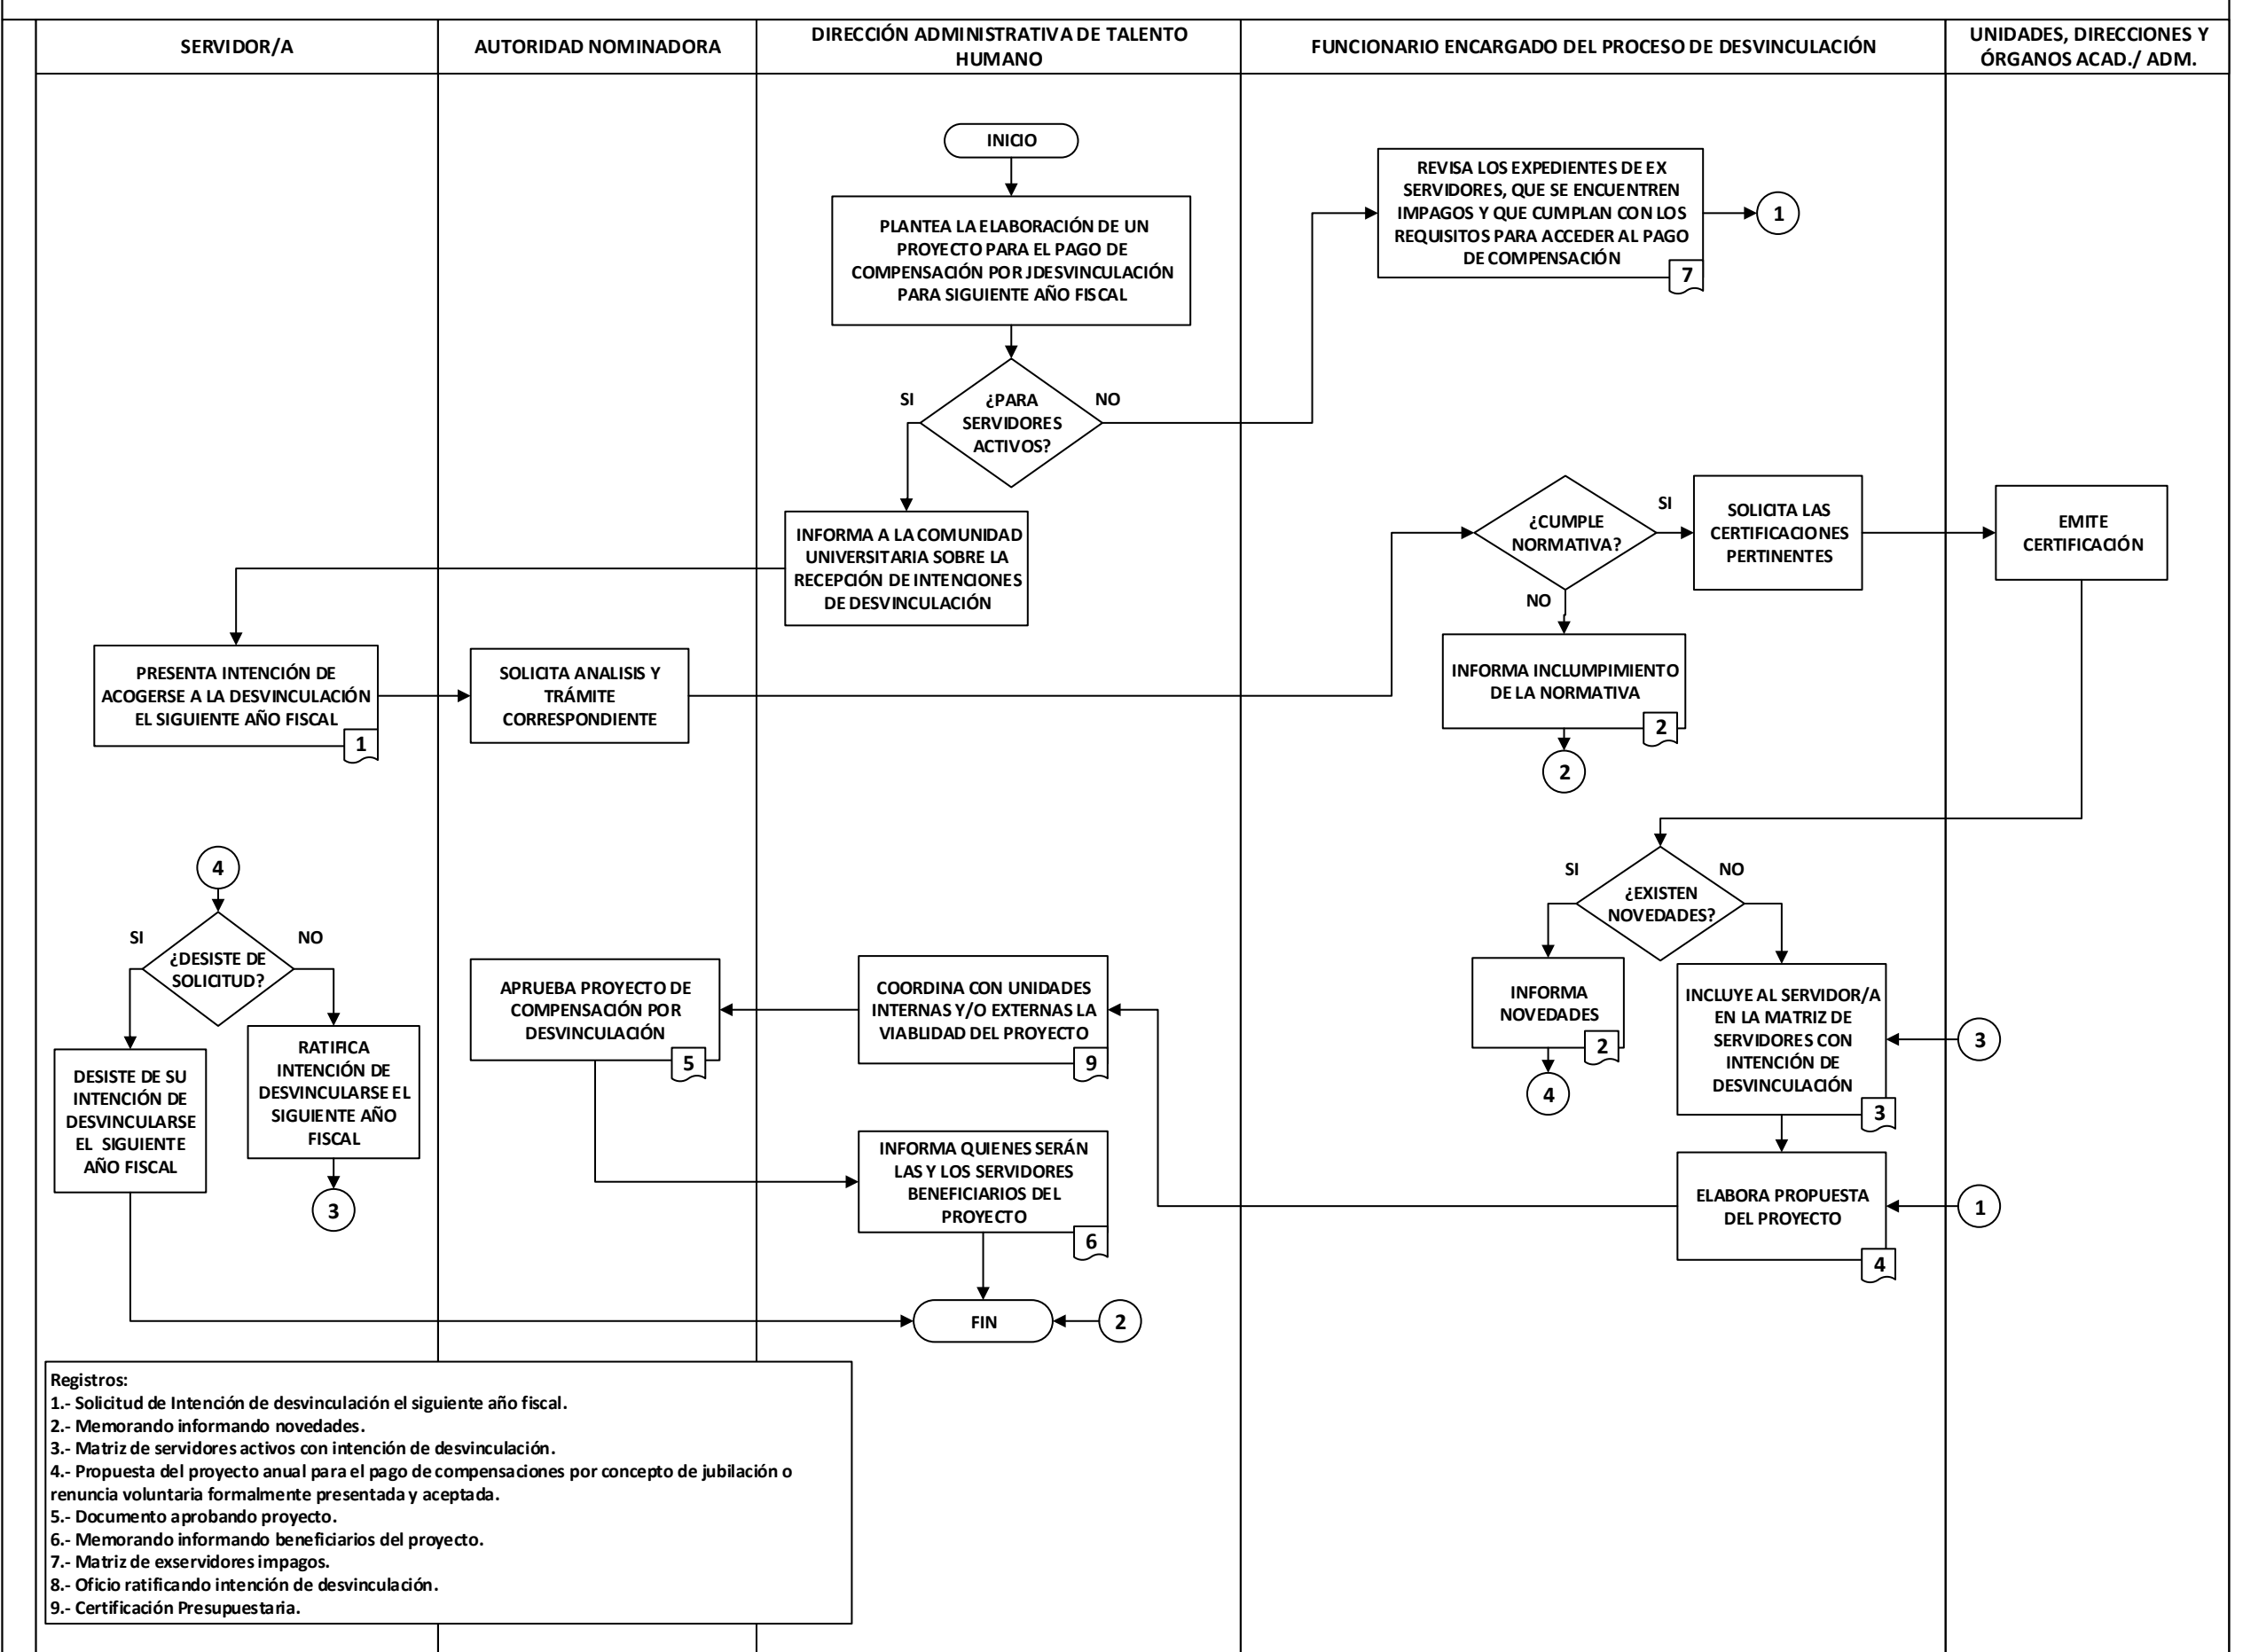 SERVIDOR/A
AUTORIDAD NOMINADORA
DIRECCIÓN ADMINISTRATIVA DE TALENTO
HUMANO
FUNCIONARIO ENCARGADO DEL PROCESO DE DESVINCULACIÓN
UNIDADES, DIRECCIONES Y
ÓRGANOS ACAD./ ADM.
INICIO
PLANTEA LA ELABORACIÓN DE UN
PROYECTO PARA EL PAGO DE
COMPENSACIÓN POR JDESVINCULACIÓN
PARA SIGUIENTE AÑO FISCAL
REVISA LOS EXPEDIENTES DE EX
SERVIDORES, QUE SE ENCUENTREN
IMPAGOS Y QUE CUMPLAN CON LOS
REQUISITOS PARA ACCEDER AL PAGO
DE COMPENSACIÓN
7
1
SI
¿PARA
SERVIDORES
ACTIVOS?
NO
INFORMA A LA COMUNIDAD
UNIVERSITARIA SOBRE LA
RECEPCIÓN DE INTENCIONES
DE DESVINCULACIÓN
¿CUMPLE
NORMATIVA?
SI
NO
SOLICITA LAS
CERTIFICACIONES
PERTINENTES
EMITE
CERTIFICACIÓN
PRESENTA INTENCIÓN DE
ACOGERSE A LA DESVINCULACIÓN
EL SIGUIENTE AÑO FISCAL
1
SOLICITA ANALISIS Y
TRÁMITE
CORRESPONDIENTE
INFORMA INCLUMPIMIENTO
DE LA NORMATIVA
2
2
4
SI
¿DESISTE DE
SOLICITUD?
NO
SI
¿EXISTEN
NOVEDADES?
NO
APRUEBA PROYECTO DE
COMPENSACIÓN POR
DESVINCULACIÓN
5
COORDINA CON UNIDADES
INTERNAS Y/O EXTERNAS LA
VIABLIDAD DEL PROYECTO
9
INFORMA
NOVEDADES
2
4
INCLUYE AL SERVIDOR/A
EN LA MATRIZ DE
SERVIDORES CON
INTENCIÓN DE
DESVINCULACIÓN
3
3
DESISTE DE SU
INTENCIÓN DE
DESVINCULARSE
EL SIGUIENTE
AÑO FISCAL
RATIFICA
INTENCIÓN DE
DESVINCULARSE EL
SIGUIENTE AÑO
FISCAL
3
INFORMA QUIENES SERÁN
LAS Y LOS SERVIDORES
BENEFICIARIOS DEL
PROYECTO
6
ELABORA PROPUESTA
DEL PROYECTO
4
1
FIN
2
Registros:
1.- Solicitud de Intención de desvinculación el siguiente año fiscal.
2.- Memorando informando novedades.
3.- Matriz de servidores activos con intención de desvinculación.
4.- Propuesta del proyecto anual para el pago de compensaciones por concepto de jubilación o
renuncia voluntaria formalmente presentada y aceptada.
5.- Documento aprobando proyecto.
6.- Memorando informando beneficiarios del proyecto.
7.- Matriz de exservidores impagos.
8.- Oficio ratificando intención de desvinculación.
9.- Certificación Presupuestaria.